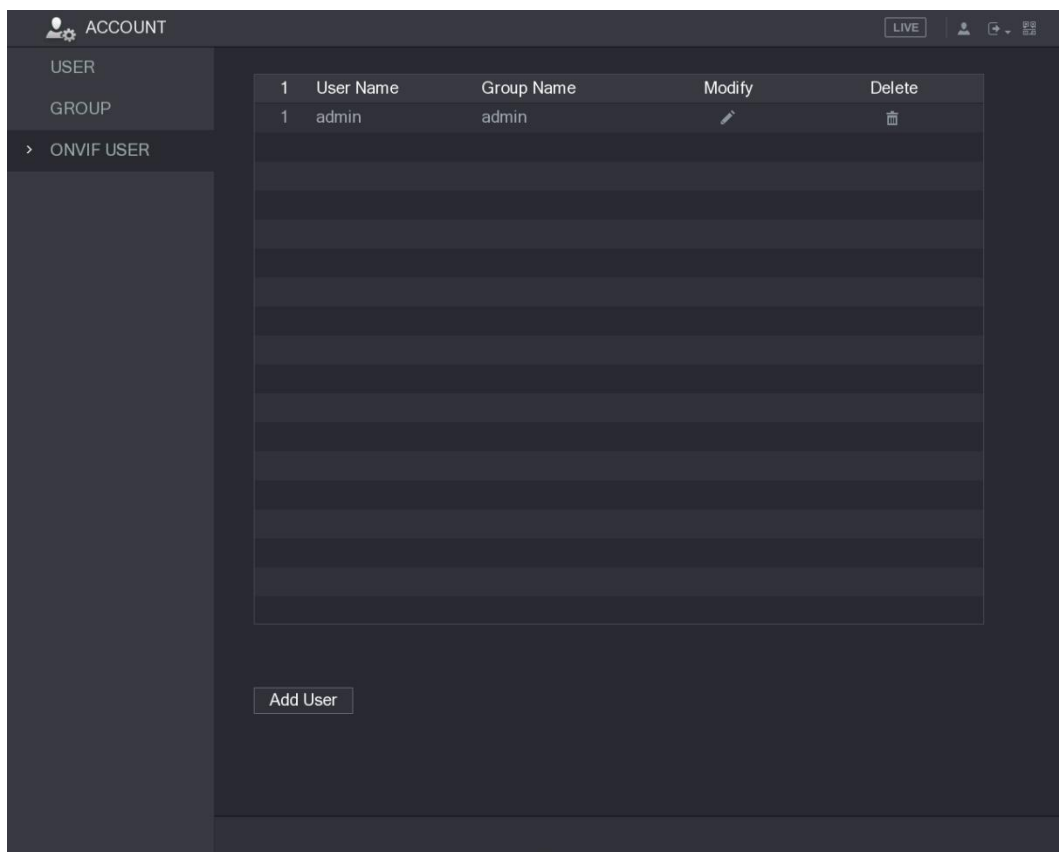 ACCOUNT LIVE
USER
GROUP
> ONVIF USER
1 User Name Group Name Modify Delete
1 admin admin
Add User